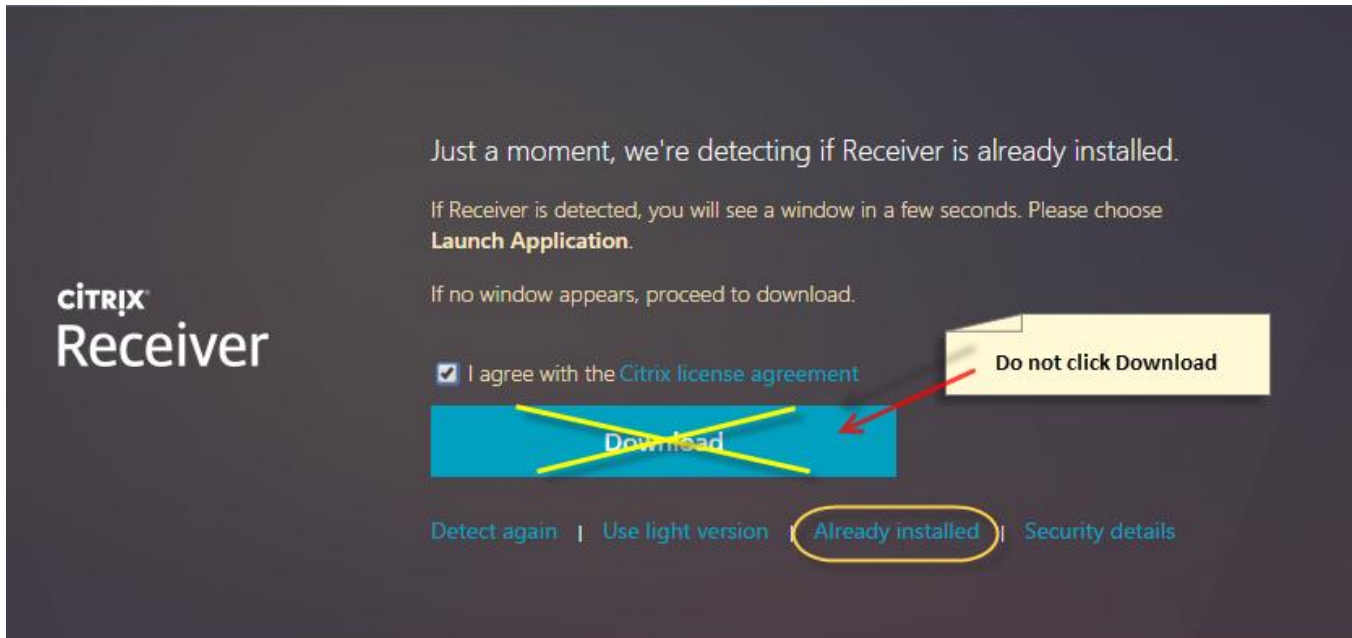 Just a moment, we're detecting if Receiver is already installed.
If Receiver is detected, you will see a window in a few seconds. Please choose
Launch Application.
If no window appears, proceed to download.
CİTRIX
Receiver
Do not click Download
I agree with the Citrix license agreement
Download
Detect again | Use light version | Already installed | Security details